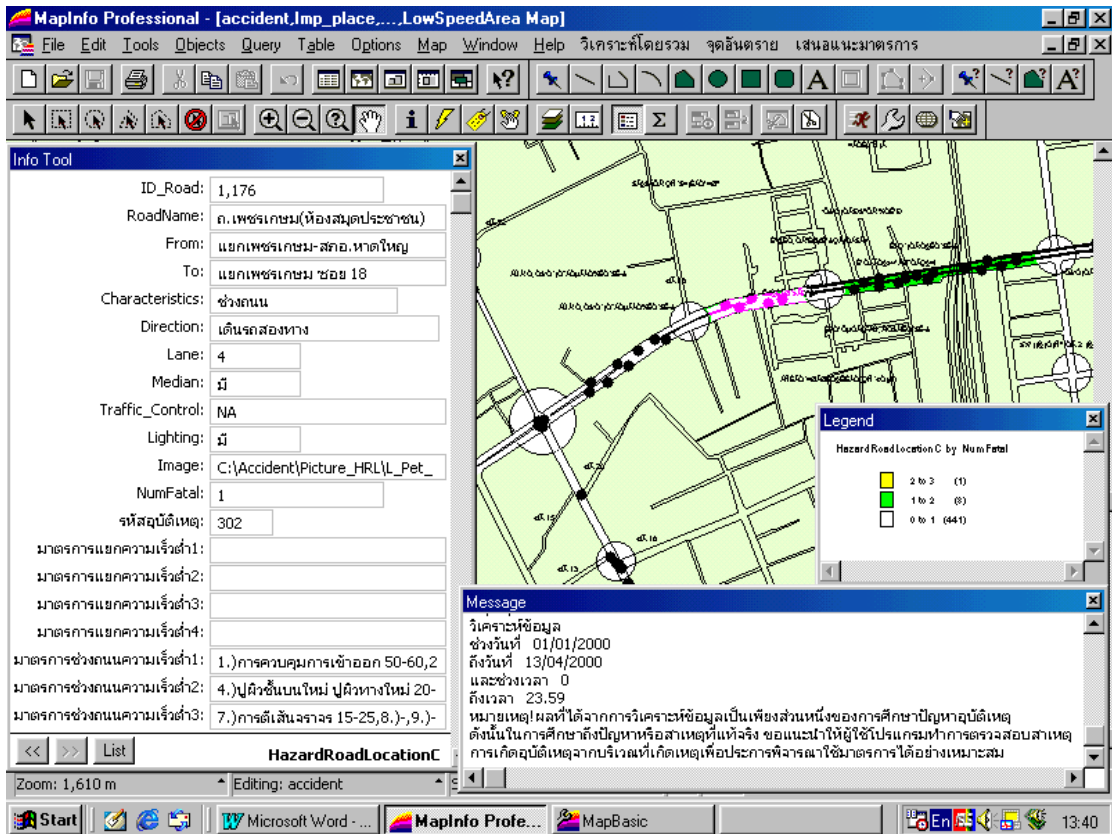 MapInfo Professional - [accident,Imp_place,...,LowSpeedArea Map]
File Edit Tools Objects Query Table Options Map Window Help วิเคราะห์โดยรวม จุดอันตราย เสนอแนะมาตรการ
Info Tool
ID_Road: 1,176
RoadName: ถ.เพชรเกษม(ห้องสมุดประชาชน)
From: แยกเพชรเกษม-สภอ.หาดใหญ่
To: แยกเพชรเกษม ซอย 18
Characteristics: ช่วงถนน
Direction: เดินรถสองทาง
Lane: 4
Median: มี
Traffic_Control: NA
Lighting: มี
Image: C:\Accident\Picture_HRL\L_Pet_
NumFatal: 1
รหัสอุบัติเหตุ: 302
มาตรการแยกความเร็วต่ำ1:
มาตรการแยกความเร็วต่ำ2:
มาตรการแยกความเร็วต่ำ3:
มาตรการแยกความเร็วต่ำ4:
มาตรการช่วงถนนความเร็วต่ำ1: 1.)การควบคุมการเข้าออก 50-60,2
มาตรการช่วงถนนความเร็วต่ำ2: 4.)ปูผิวชั้นบนใหม่ ปูผิวทางใหม่ 20-
มาตรการช่วงถนนความเร็วต่ำ3: 7.)การตีเส้นจราจร 15-25,8.)-,9.)-
<< >> List HazardRoadLocationC
Legend
HazardRoadLocationC by NumFatal
2 to 3 (1)
1 to 2 (8)
0 to 1 (441)
Message
วิเคราะห์ข้อมูล
ช่วงวันที่ 01/01/2000
ถึงวันที่ 13/04/2000
และช่วงเวลา 0
ถึงเวลา 23.59
หมายเหตุ! ผลที่ได้จากการวิเคราะห์ข้อมูลเป็นเพียงส่วนหนึ่งของการศึกษาปัญหาอุบัติเหตุ
ดังนั้นในการศึกษาถึงปัญหาหรือสาเหตุที่แท้จริง ขอแนะนำให้ผู้ใช้โปรแกรมทำการตรวจสอบสาเหตุ
การเกิดอุบัติเหตุจากบริเวณที่เกิดเหตุเพื่อประการพิจารณาใช้มาตรการได้อย่างเหมาะสม
Zoom: 1,610 m Editing: accident
Start Microsoft Word - ... MapInfo Profe... MapBasic En 13:40